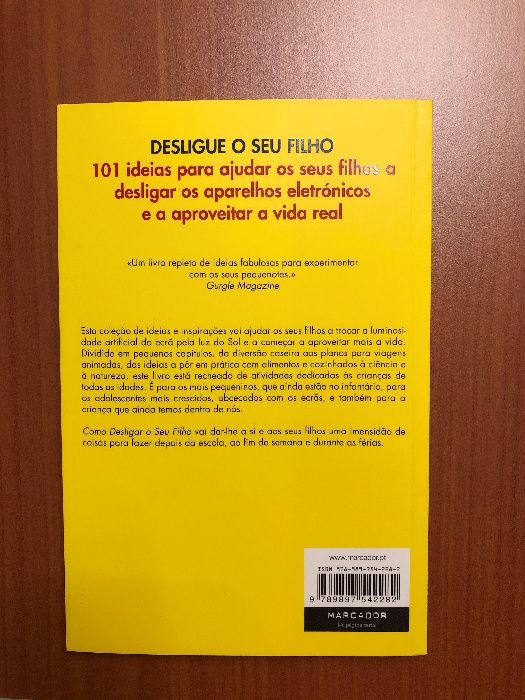 DESLIGUE O SEU FILHO
101 ideias para ajudar os seus filhos a
desligar os aparelhos eletrónicos
e a aproveitar a vida real
«Um livro repleto de ideias fabulosas para experimentar
com os seus pequenotes.»
Gurgle Magazine
Esta coleção de ideias e inspirações vai ajudar os seus filhos a trocar a luminosi-
dade artificial do ecrã pela luz do Sol e a começar a aproveitar mais a vida.
Dividido em pequenos capítulos, da diversão caseira aos planos para viagens
animadas, das ideias a pôr em prática com alimentos e cozinhados à ciência e
à natureza, este livro está recheado de atividades dedicadas às crianças de
todas as idades. É para os mais pequeninos, que ainda estão no infantário, para
os adolescentes mais crescidos, obcecados com os ecrãs, e também para a
criança que ainda temos dentro de nós.
Como Desligar o Seu Filho vai dar-lhe a si e aos seus filhos uma imensidão de
coisas para fazer depois da escola, ao fim de semana e durante as férias.
www.marcador.pt
ISBN 978-989-754-228-2
9 789897 542282
MARCADOR